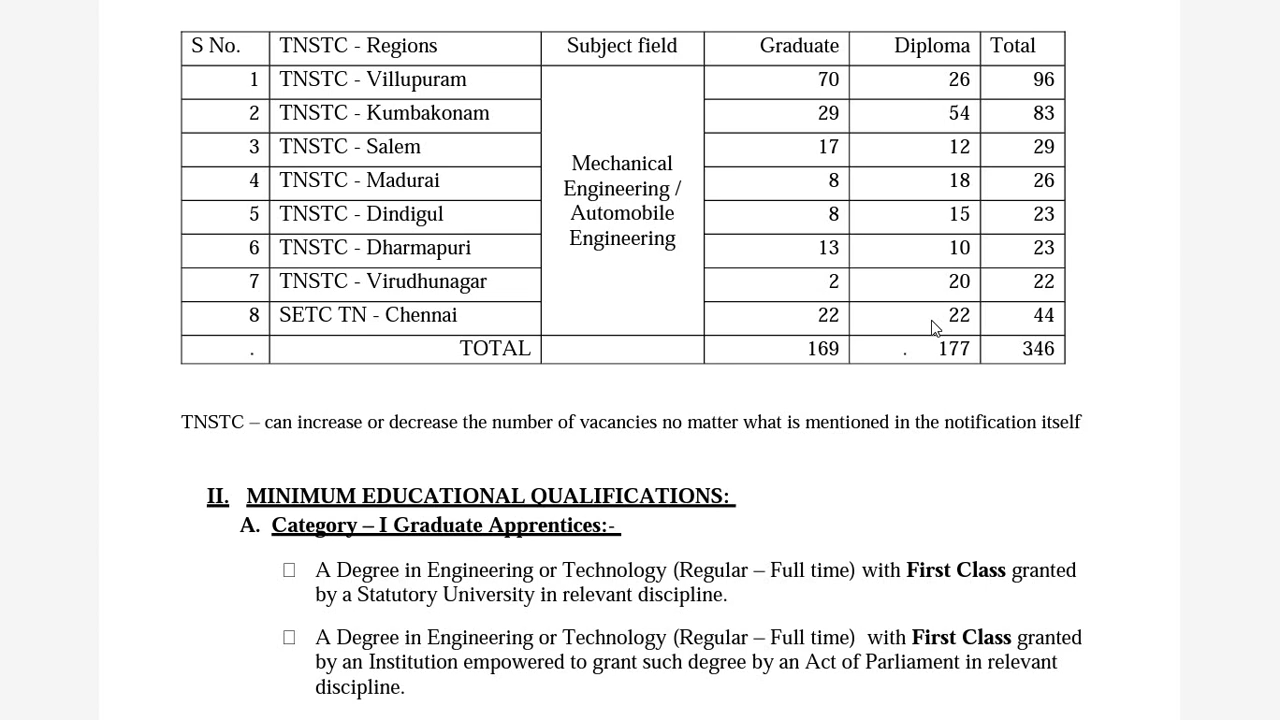 S No. TNSTC - Regions Subject field Graduate Diploma Total
1 TNSTC - Villupuram 70 26 96
2 TNSTC - Kumbakonam 29 54 83
3 TNSTC - Salem 17 12 29
Mechanical
4 TNSTC - Madurai 8 18 26
Engineering /
5 TNSTC - Dindigul 8 15 23
Automobile
Engineering
6 TNSTC - Dharmapuri 13 10 23
7 TNSTC - Virudhunagar 2 20 22
8 SETC TN - Chennai 22 22 44
. TOTAL 169 . 177 346
TNSTC – can increase or decrease the number of vacancies no matter what is mentioned in the notification itself
II. MINIMUM EDUCATIONAL QUALIFICATIONS:
A. Category – I Graduate Apprentices:-
A Degree in Engineering or Technology (Regular – Full time) with First Class granted
by a Statutory University in relevant discipline.
A Degree in Engineering or Technology (Regular – Full time) with First Class granted
by an Institution empowered to grant such degree by an Act of Parliament in relevant
discipline.